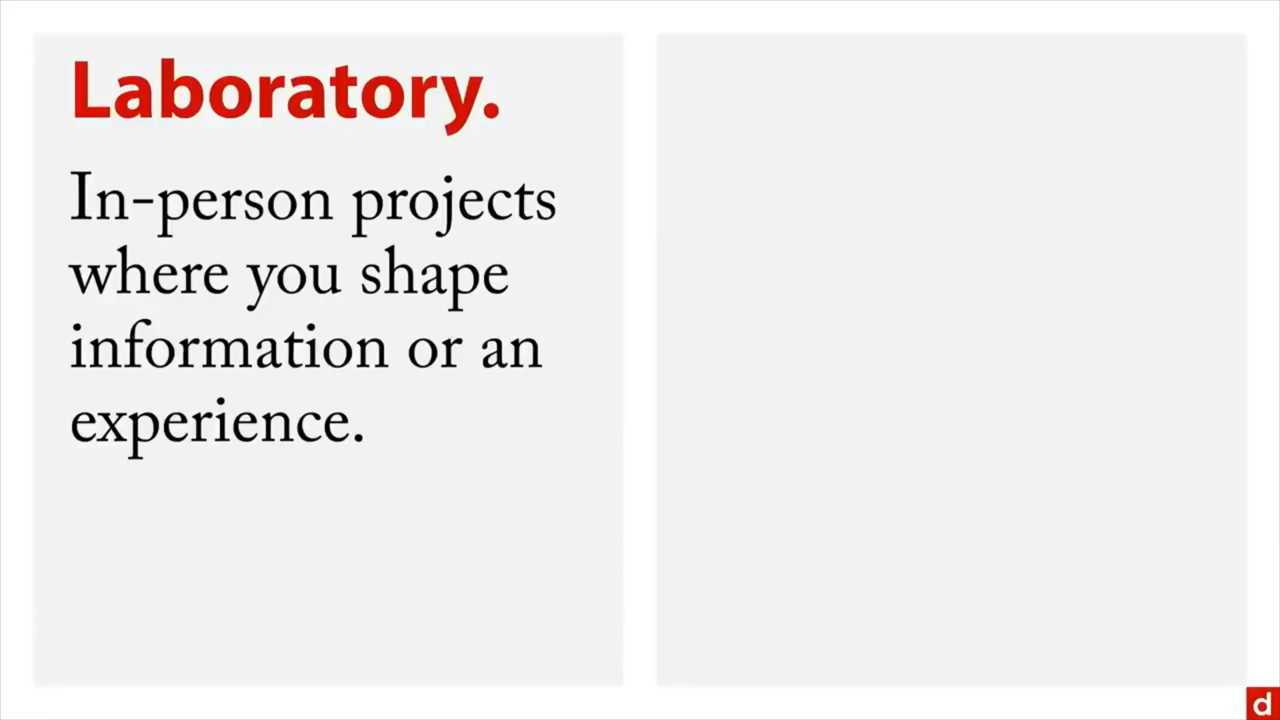 Laboratory.
In-person projects
where you shape
information or an
experience.
d